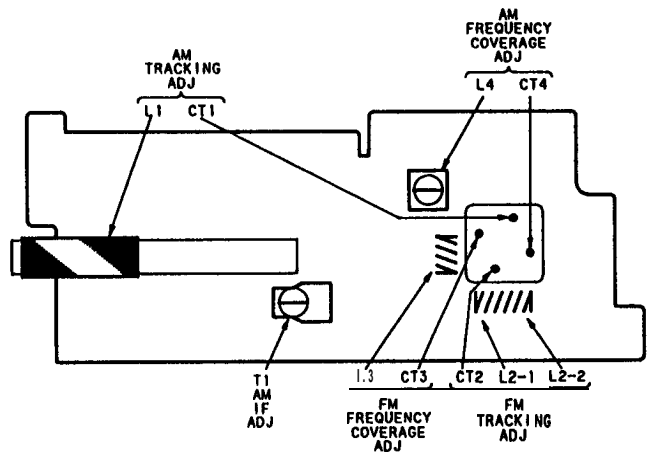 AM
FREQUENCY
COVERAGE
ADJ
L4 CT4
AM
TRACKING
ADJ
L1 CT1
T1
AM
IF
ADJ
L3 CT3
FM
FREQUENCY
COVERAGE
ADJ
CT2 L2-1 L2-2
FM
TRACKING
ADJ